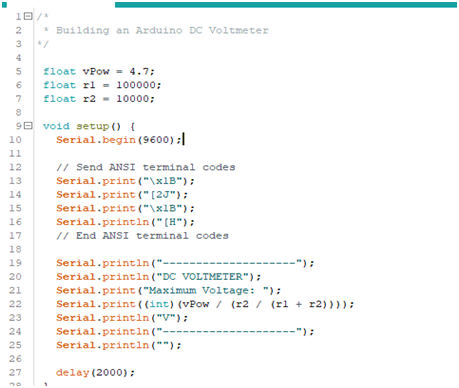 1 /*
2 * Building an Arduino DC Voltmeter
3 */
4
5 float vPow = 4.7;
6 float r1 = 100000;
7 float r2 = 10000;
8
9 void setup() {
10 Serial.begin(9600);
11
12 // Send ANSI terminal codes
13 Serial.print("\x1B");
14 Serial.print("[2J");
15 Serial.print("\x1B");
16 Serial.println("[H");
17 // End ANSI terminal codes
18
19 Serial.println("--------------------");
20 Serial.println("DC VOLTMETER");
21 Serial.print("Maximum Voltage: ");
22 Serial.print((int)(vPow / (r2 / (r1 + r2))));
23 Serial.println("V");
24 Serial.println("--------------------");
25 Serial.println("");
26
27 delay(2000);
28 }